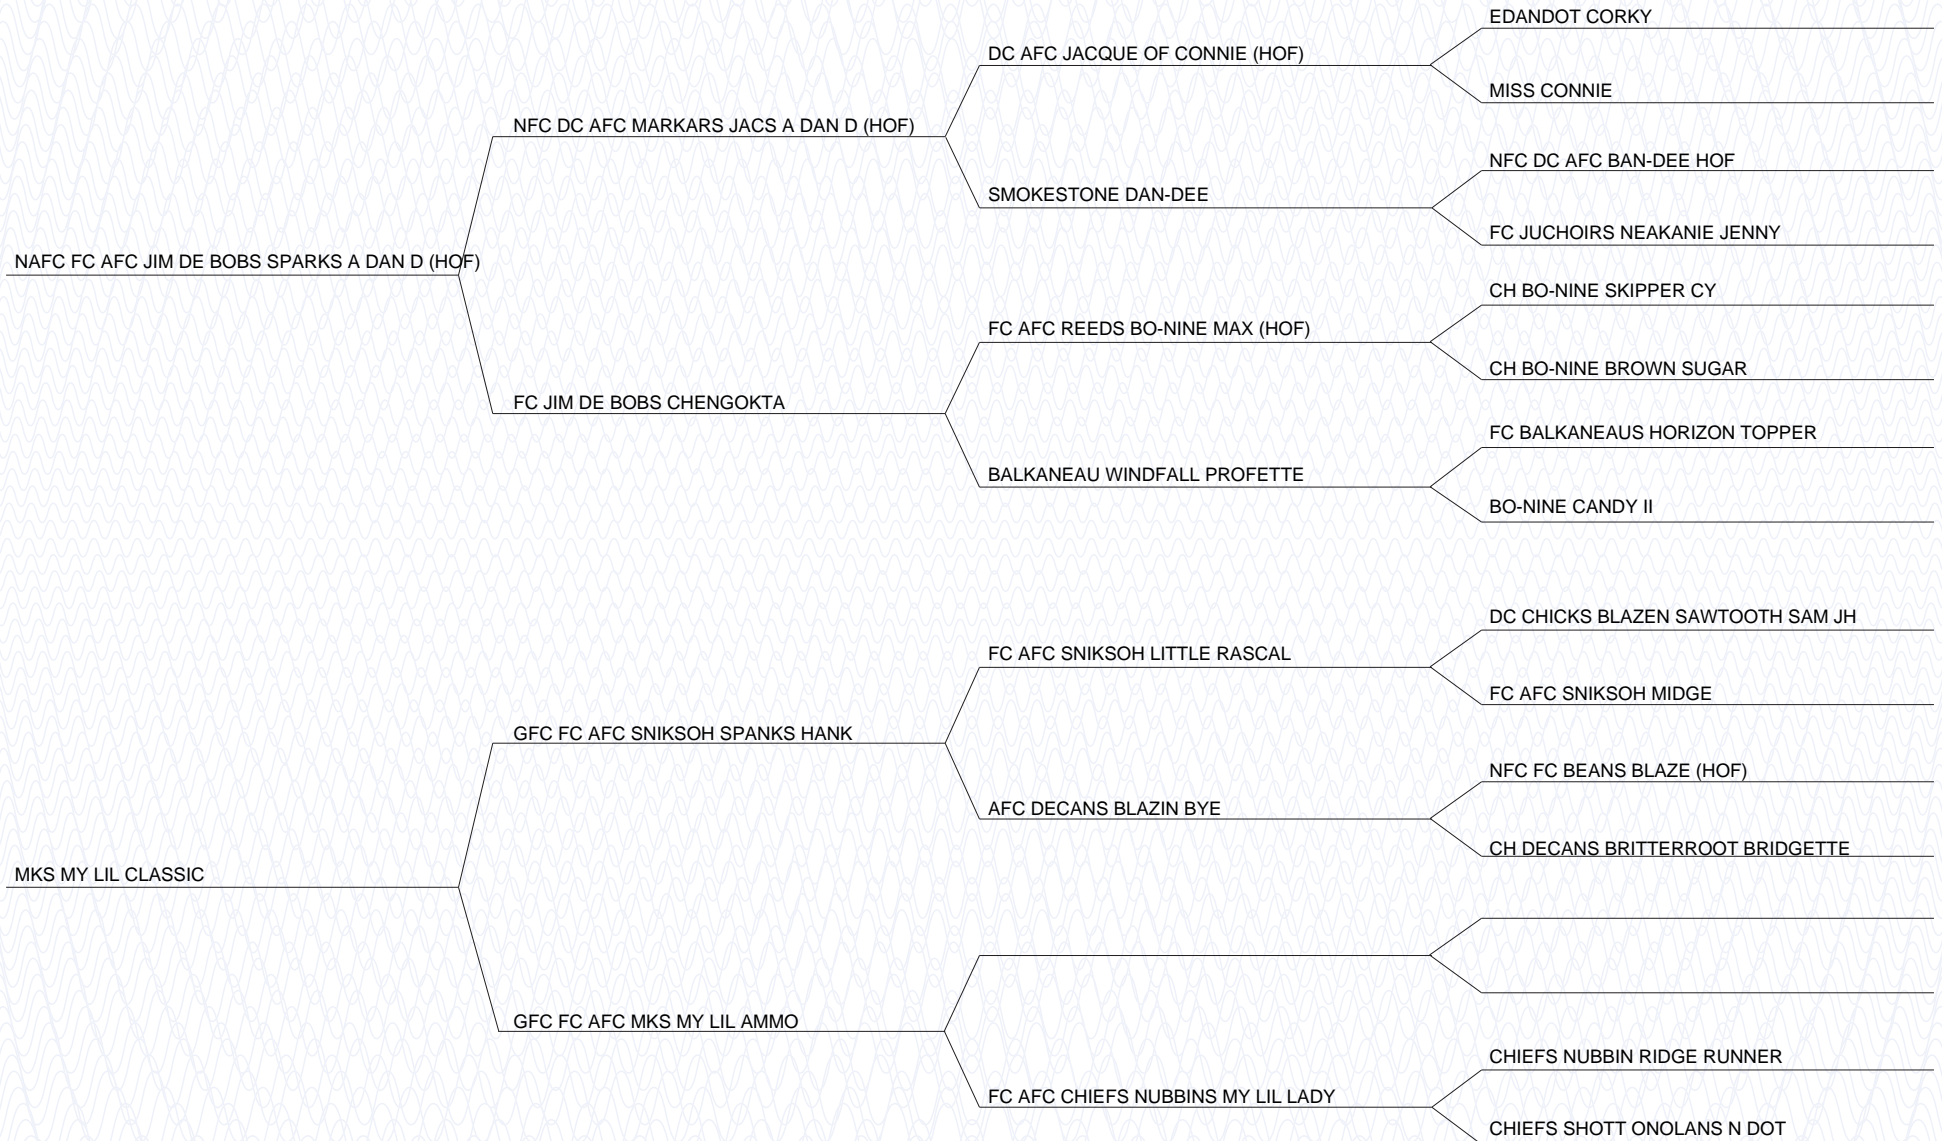 EDANDOT CORKY
DC AFC JACQUE OF CONNIE (HOF)
MISS CONNIE
NFC DC AFC MARKARS JACS A DAN D (HOF)
NFC DC AFC BAN-DEE HOF
SMOKESTONE DAN-DEE
FC JUCHOIRS NEAKANIE JENNY
NAFC FC AFC JIM DE BOBS SPARKS A DAN D (HOF)
CH BO-NINE SKIPPER CY
FC AFC REEDS BO-NINE MAX (HOF)
CH BO-NINE BROWN SUGAR
FC JIM DE BOBS CHENGOKTA
FC BALKANEAUS HORIZON TOPPER
BALKANEAU WINDFALL PROFETTE
BO-NINE CANDY II
DC CHICKS BLAZEN SAWTOOTH SAM JH
FC AFC SNIKSOH LITTLE RASCAL
FC AFC SNIKSOH MIDGE
GFC FC AFC SNIKSOH SPANKS HANK
NFC FC BEANS BLAZE (HOF)
AFC DECANS BLAZIN BYE
CH DECANS BRITTERROOT BRIDGETTE
MKS MY LIL CLASSIC
GFC FC AFC MKS MY LIL AMMO
CHIEFS NUBBIN RIDGE RUNNER
FC AFC CHIEFS NUBBINS MY LIL LADY
CHIEFS SHOTT ONOLANS N DOT